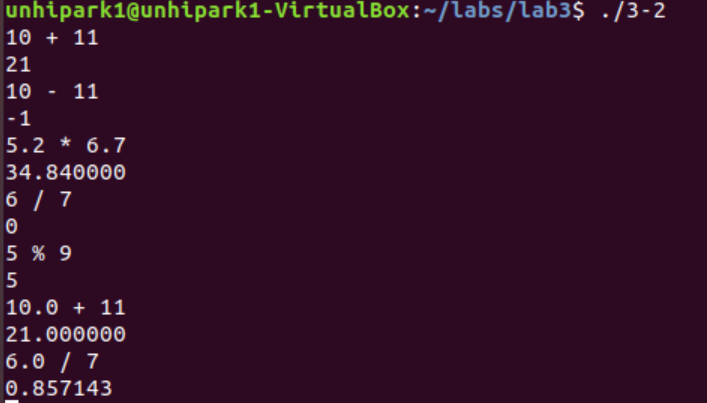 unhipark1@unhipark1-VirtualBox:~/labs/lab3$ ./3-2
10 + 11
21
10 - 11
-1
5.2 * 6.7
34.840000
6 / 7
0
5 % 9
5
10.0 + 11
21.000000
6.0 / 7
0.857143